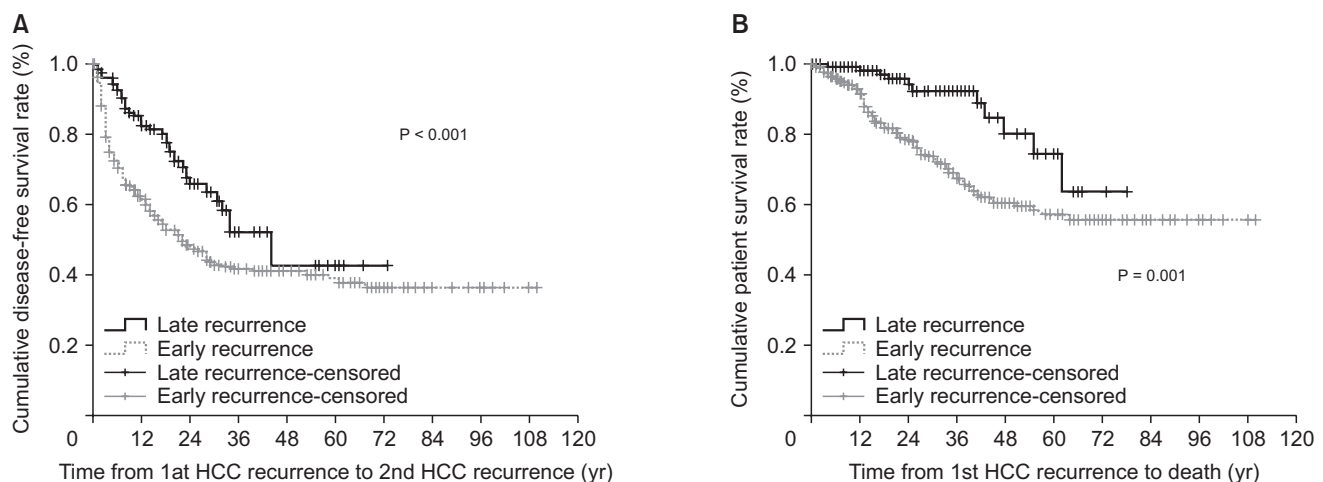 A
Cumulative disease-free survival rate (%)
1.0
0.8
0.6
0.4
0.2
P < 0.001
Late recurrence
Early recurrence
Late recurrence-censored
Early recurrence-censored
0 12 24 36 48 60 72 84 96 108 120
Time from 1at HCC recurrence to 2nd HCC recurrence (yr)
B
Cumulative patient survival rate (%)
1.0
0.8
0.6
0.4
0.2
P = 0.001
Late recurrence
Early recurrence
Late recurrence-censored
Early recurrence-censored
0 12 24 36 48 60 72 84 96 108 120
Time from 1st HCC recurrence to death (yr)